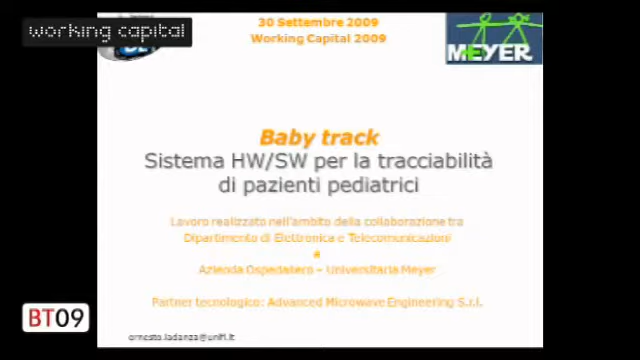 working capital
30 Settembre 2009
Working Capital 2009
MEYER
Baby track
Sistema HW/SW per la tracciabilità
di pazienti pediatrici
Lavoro realizzato nell'ambito della collaborazione tra
Dipartimento di Elettronica e Telecomunicazioni
e
Azienda Ospedaliero – Universitaria Meyer
Partner tecnologico: Advanced Microwave Engineering S.r.l.
BT09
ernesto.iadanza@unifi.it